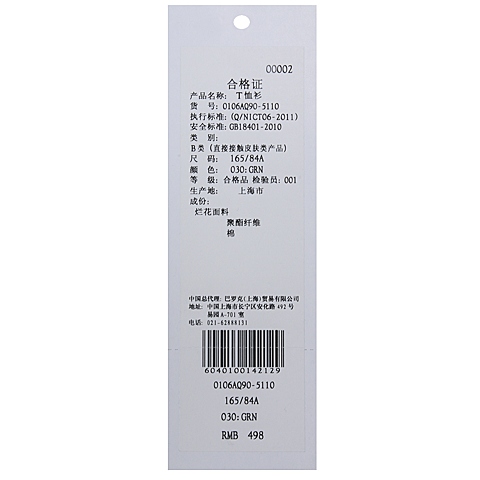 00002
合格证
产品名称: T恤衫
货 号: 0106AQ90-5110
执行标准: (Q/NICT06-2011)
安全标准: GB18401-2010
类 别:
B类(直接接触皮肤类产品)
尺 码: 165/84A
颜 色: 030:GRN
等 级: 合格品 检验员: 001
生产地: 上海市
成份:
烂花面料
聚酯纤维
棉
中国总代理: 巴罗克(上海)贸易有限公司
地址: 中国上海市长宁区安化路492号
易园A-701室
电话: 021-62888131
6040100142129
0106AQ90-5110
165/84A
030:GRN
RMB 498